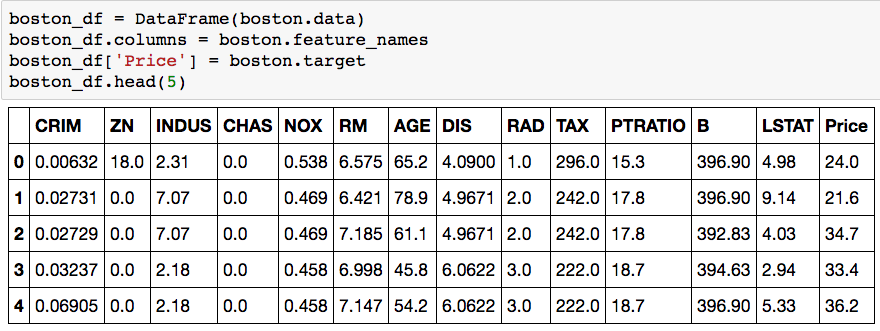 boston_df = DataFrame(boston.data)
boston_df.columns = boston.feature_names
boston_df['Price'] = boston.target
boston_df.head(5)
CRIM ZN INDUS CHAS NOX RM AGE DIS RAD TAX PTRATIO B LSTAT Price
0 0.00632 18.0 2.31 0.0 0.538 6.575 65.2 4.0900 1.0 296.0 15.3 396.90 4.98 24.0
1 0.02731 0.0 7.07 0.0 0.469 6.421 78.9 4.9671 2.0 242.0 17.8 396.90 9.14 21.6
2 0.02729 0.0 7.07 0.0 0.469 7.185 61.1 4.9671 2.0 242.0 17.8 392.83 4.03 34.7
3 0.03237 0.0 2.18 0.0 0.458 6.998 45.8 6.0622 3.0 222.0 18.7 394.63 2.94 33.4
4 0.06905 0.0 2.18 0.0 0.458 7.147 54.2 6.0622 3.0 222.0 18.7 396.90 5.33 36.2